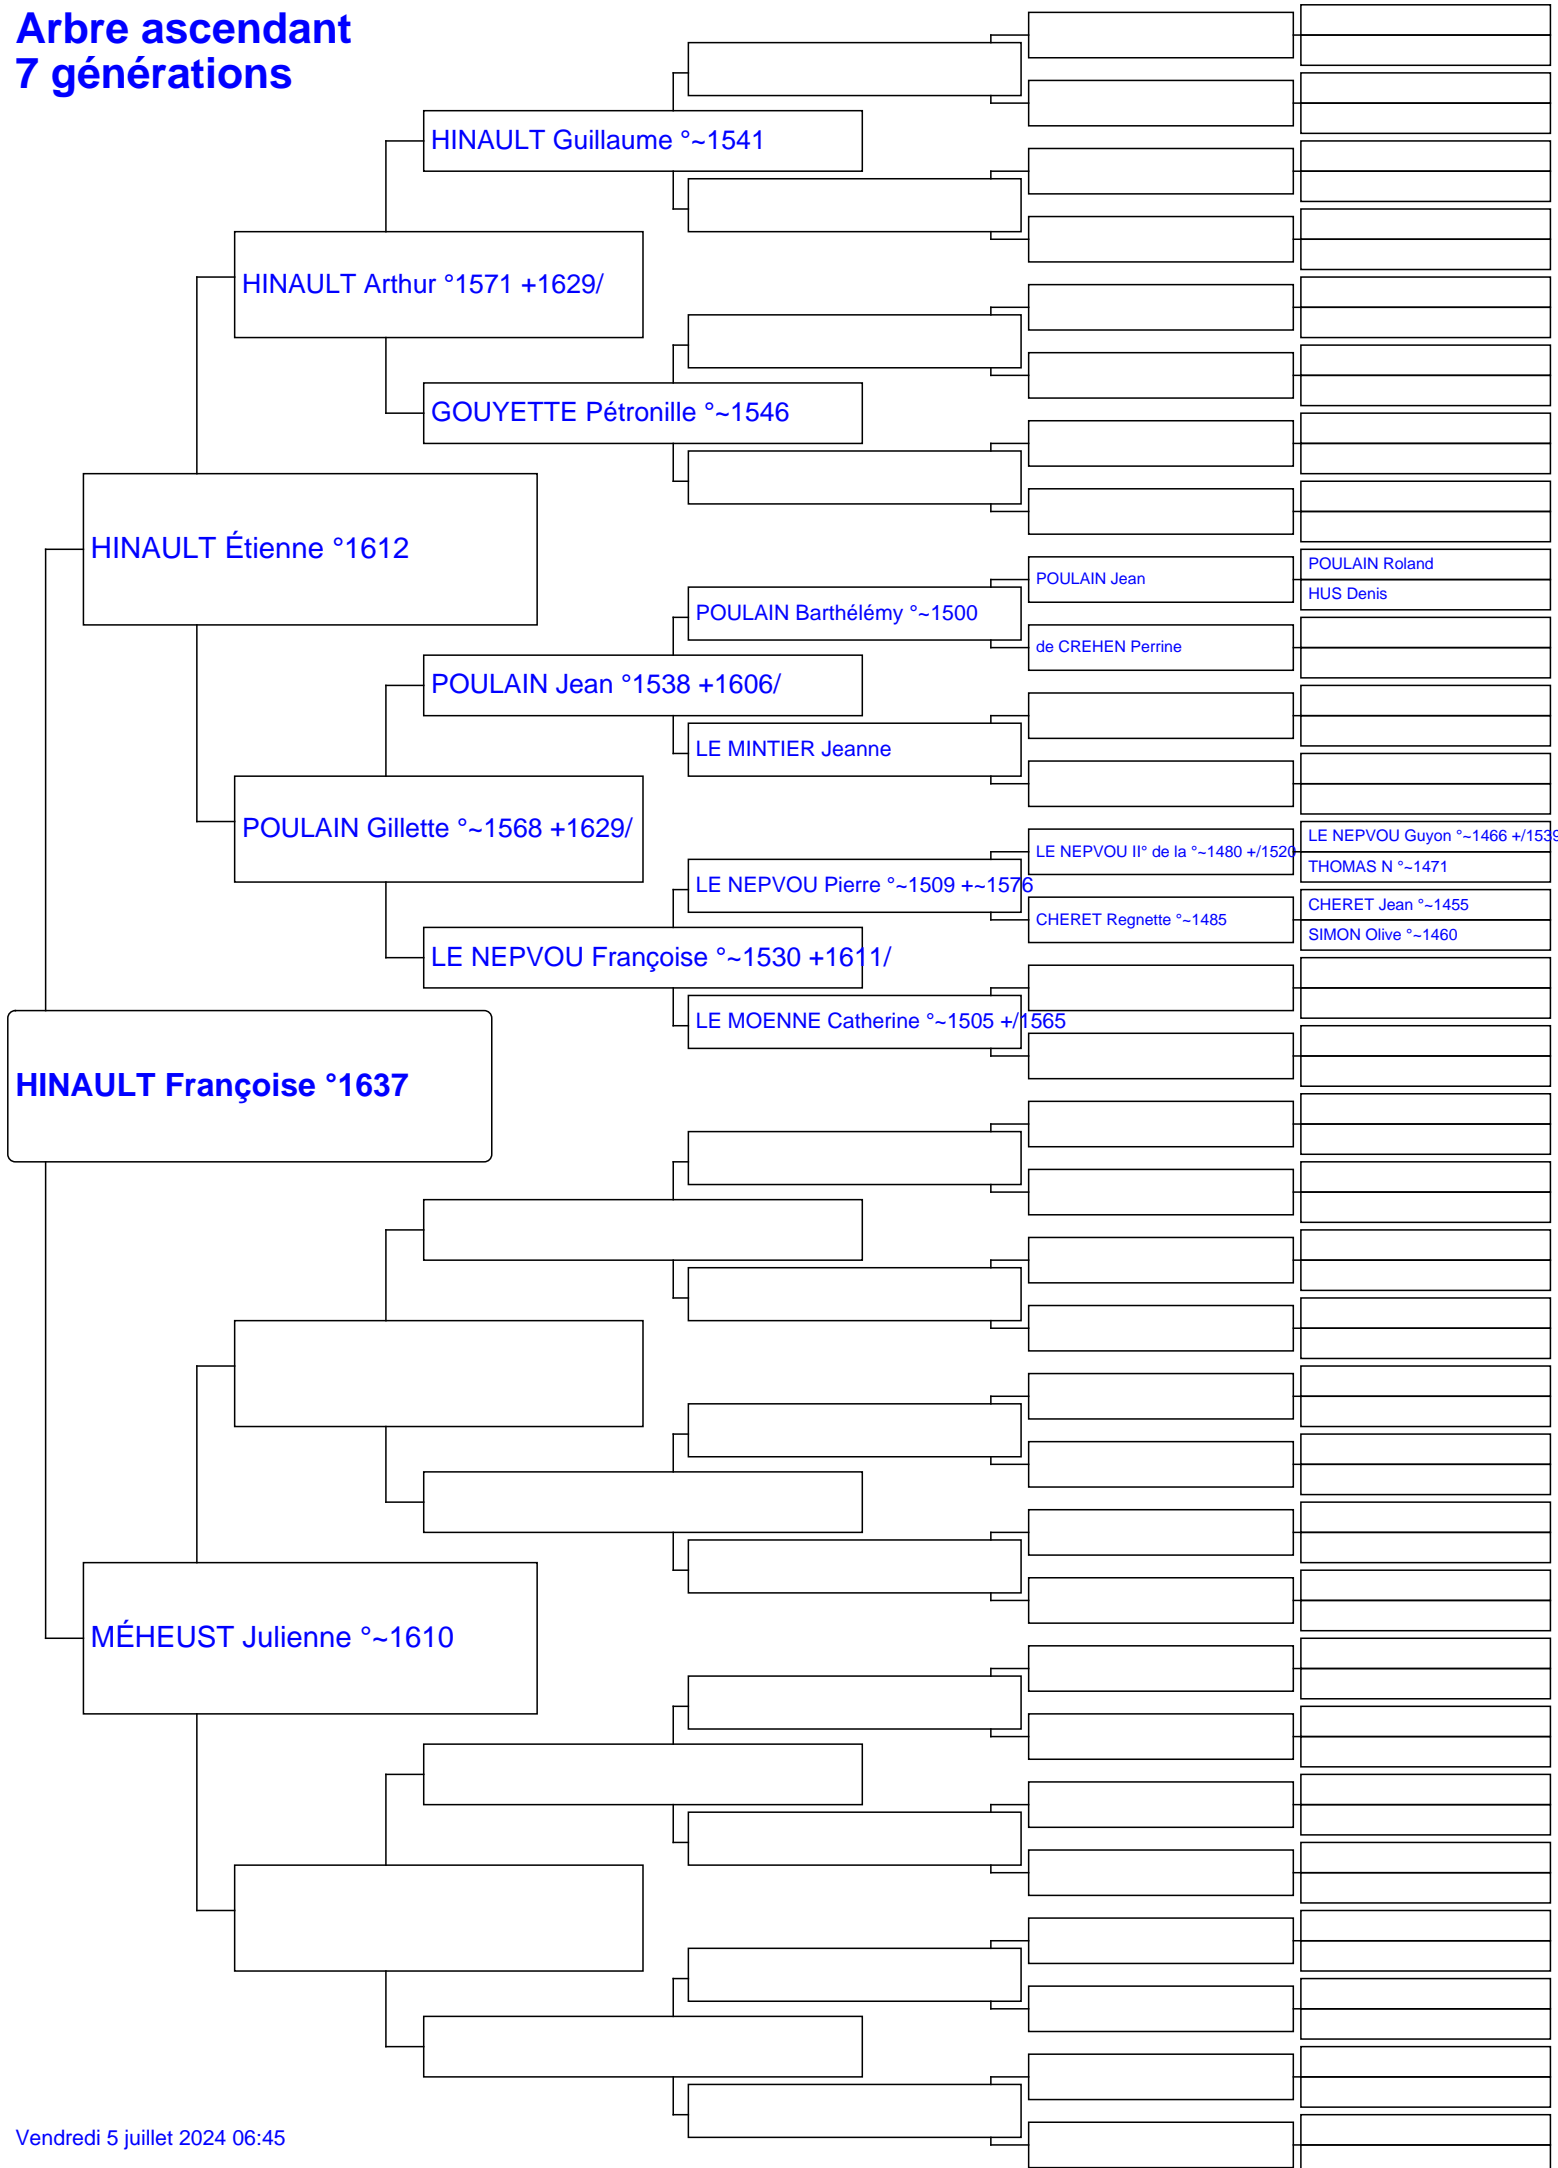 Arbre ascendant
7 générations
HINAULT Guillaume °~1541
HINAULT Arthur °1571 +1629/
GOUYETTE Pétronille °~1546
HINAULT Étienne °1612
POULAIN Roland
POULAIN Jean
HUS Denis
POULAIN Barthélémy °~1500
de CREHEN Perrine
POULAIN Jean °1538 +1606/
LE MINTIER Jeanne
POULAIN Gillette °~1568 +1629/
LE NEPVOU Guyon °~1466 +/1539
LE NEPVOU II° de la °~1480 +/1520
THOMAS N °~1471
LE NEPVOU Pierre °~1509 +~1576
CHERET Jean °~1455
CHERET Regnette °~1485
SIMON Olive °~1460
LE NEPVOU Françoise °~1530 +1611/
LE MOENNE Catherine °~1505 +/1565
HINAULT Françoise °1637
MÉHEUST Julienne °~1610
Vendredi 5 juillet 2024 06:45